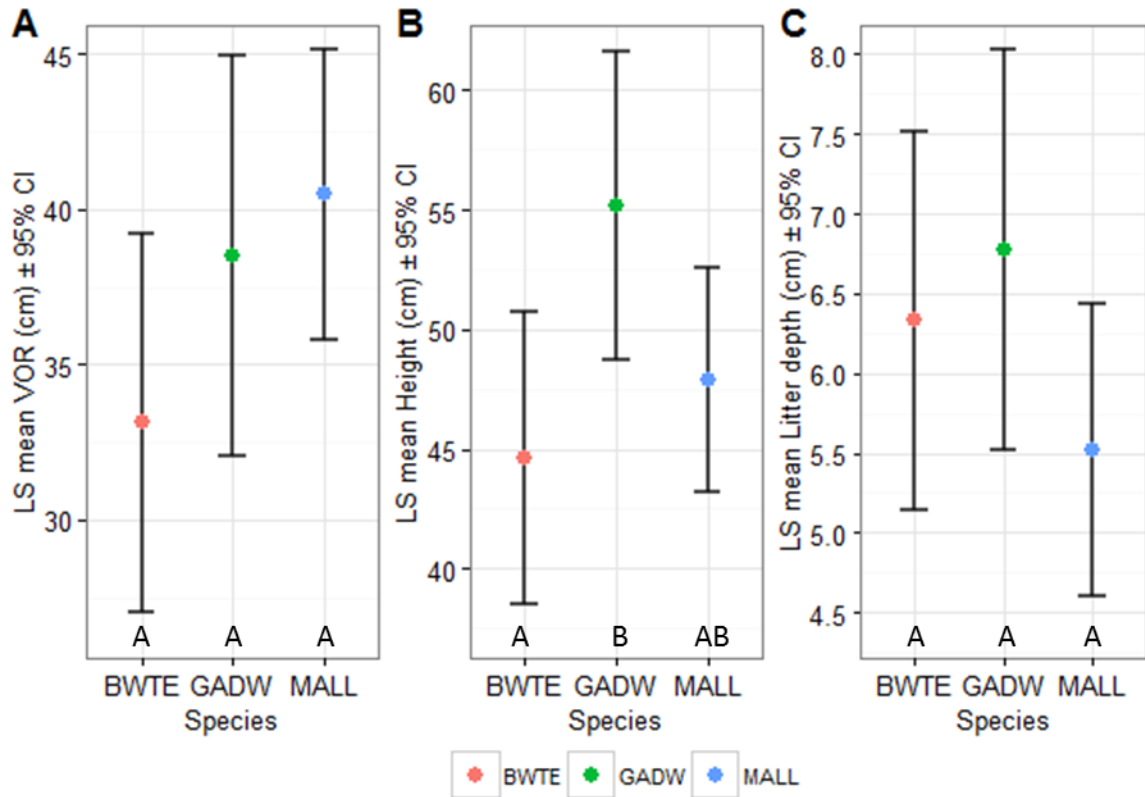 A
LS mean VOR (cm) ± 95% CI
45
40
35
30
A A A
BWTE GADW MALL
Species
B
LS mean Height (cm) ± 95% CI
60
55
50
45
40
A B AB
BWTE GADW MALL
Species
C
LS mean Litter depth (cm) ± 95% CI
8.0
7.5
7.0
6.5
6.0
5.5
5.0
4.5
A A A
BWTE GADW MALL
Species
BWTE GADW MALL